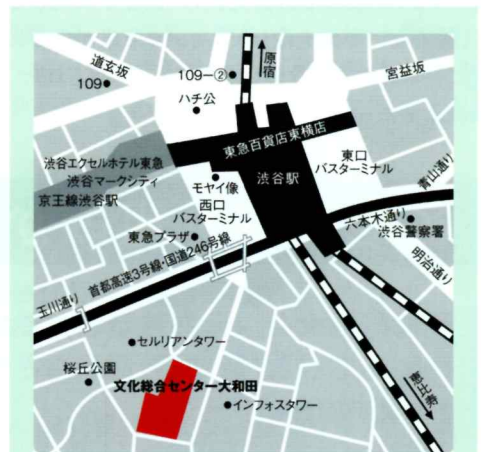 道玄坂
109-②
原宿
宮益坂
109
ハチ公
東急百貨店東横店
渋谷エクセルホテル東急
渋谷マークシティ
京王線渋谷駅
渋谷駅
東口
バスターミナル
モヤイ像
西口
バスターミナル
青山通り
六本木通り
渋谷警察署
東急プラザ
明治通り
首都高速3号線・国道246号線
玉川通り
セルリアンタワー
桜丘公園
文化総合センター大和田
インフォスタワー
恵比寿